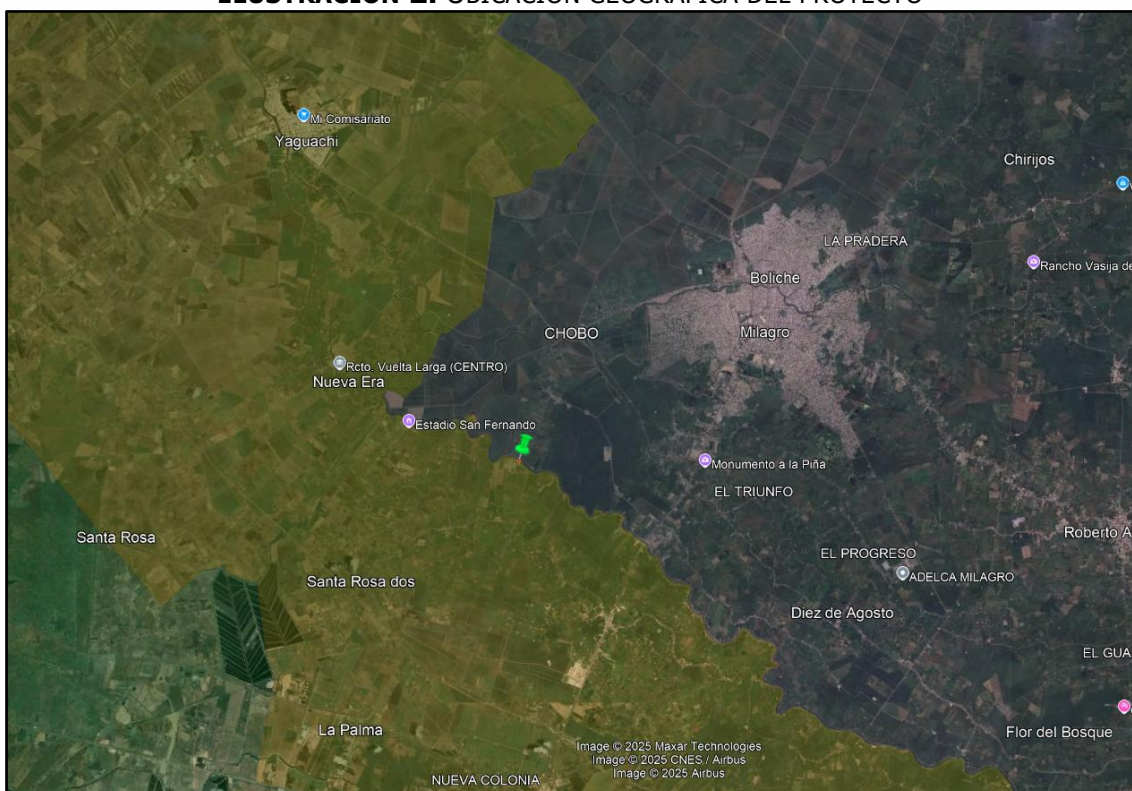 ILUSTRACIÓN 2. UBICACIÓN GEOGRÁFICA DEL PROYECTO
Mi Comisariato
Yaguachi
Chirijos
LA PRADERA
Rancho Vasija de
Boliche
CHOBO
Milagro
Rcto. Vuelta Larga (CENTRO)
Nueva Era
Estadio San Fernando
Monumento a la Piña
EL TRIUNFO
Santa Rosa
Roberto A
EL PROGRESO
ADELCA MILAGRO
Santa Rosa dos
Diez de Agosto
EL GUA
La Palma
Flor del Bosque
Image © 2025 Maxar Technologies
Image © 2025 CNES / Airbus
Image © 2025 Airbus
NUEVA COLONIA